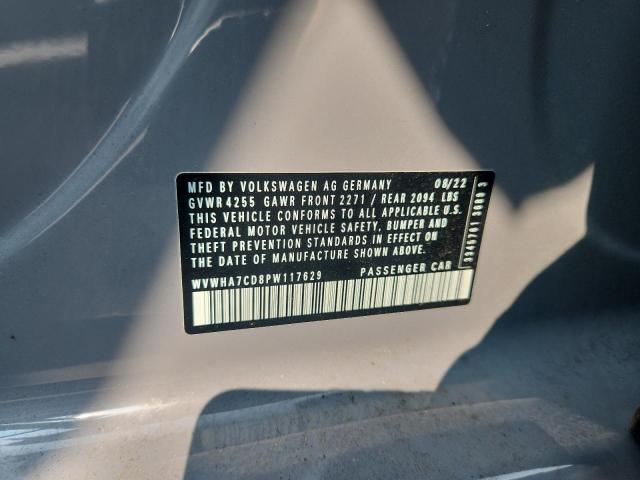 MFD BY VOLKSWAGEN AG GERMANY 08/22
GVWR 4255 GAWR FRONT 2271 / REAR 2094 LBS
THIS VEHICLE CONFORMS TO ALL APPLICABLE U.S.
FEDERAL MOTOR VEHICLE SAFETY, BUMPER AND
THEFT PREVENTION STANDARDS IN EFFECT ON
THE DATE OF MANUFACTURE SHOWN ABOVE.
WVWHA7CD8PW117629 PASSENGER CAR